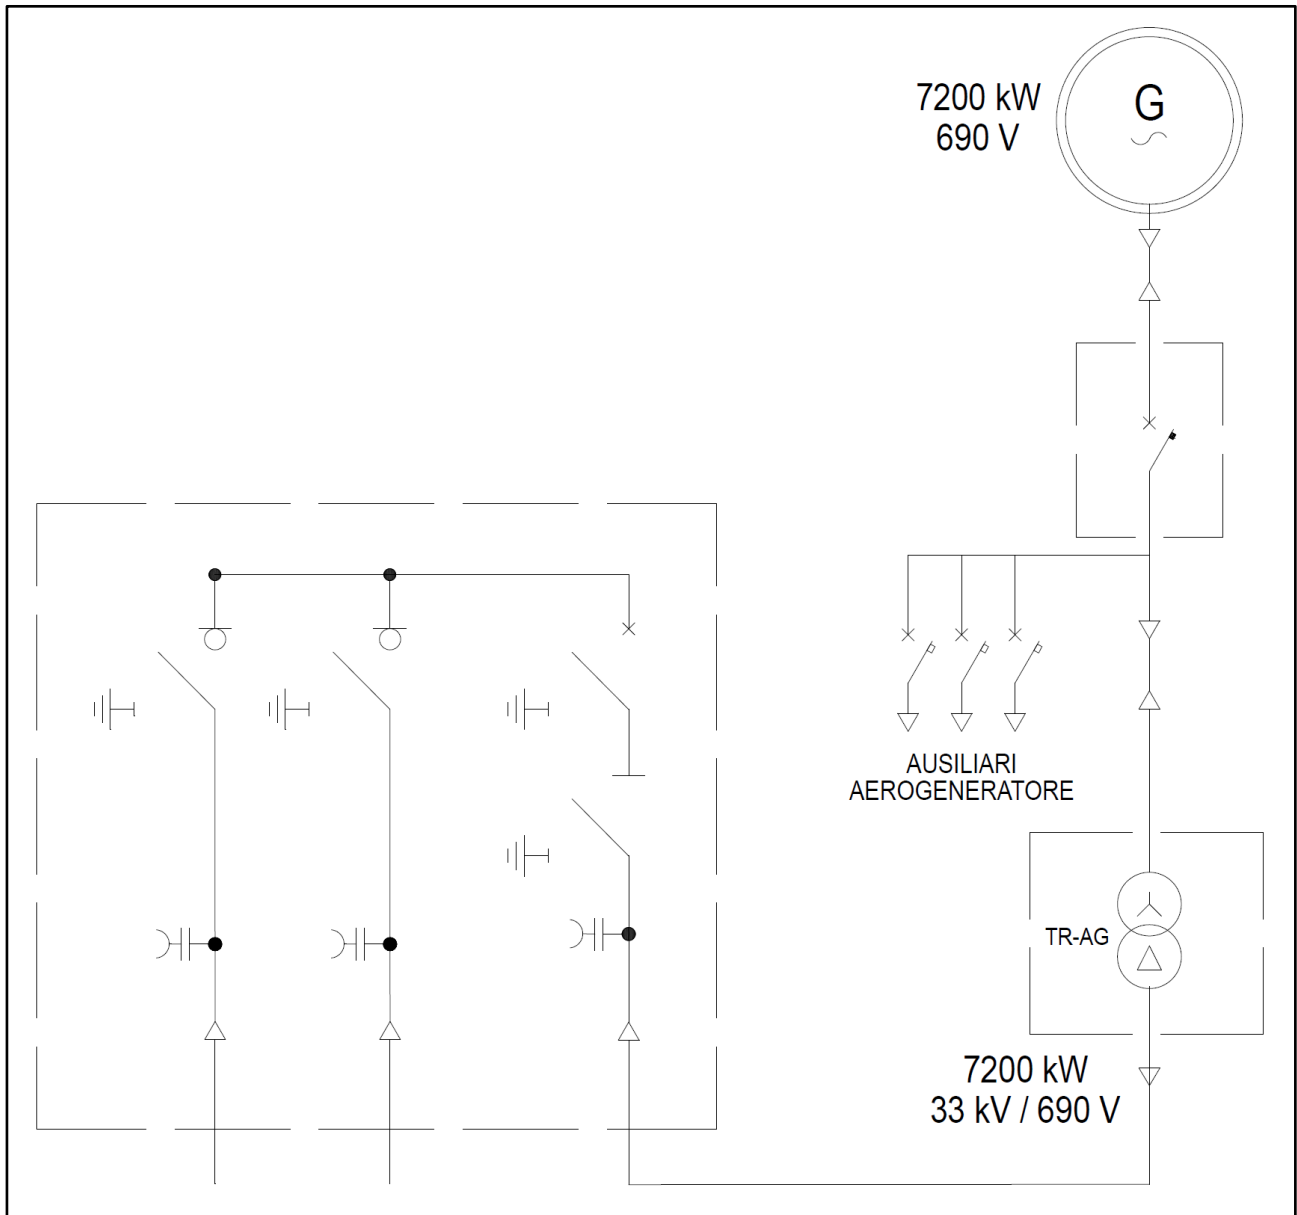 7200 kW
690 V
G
AUSILIARI
AEROGENERATORE
TR-AG
7200 kW
33 kV / 690 V